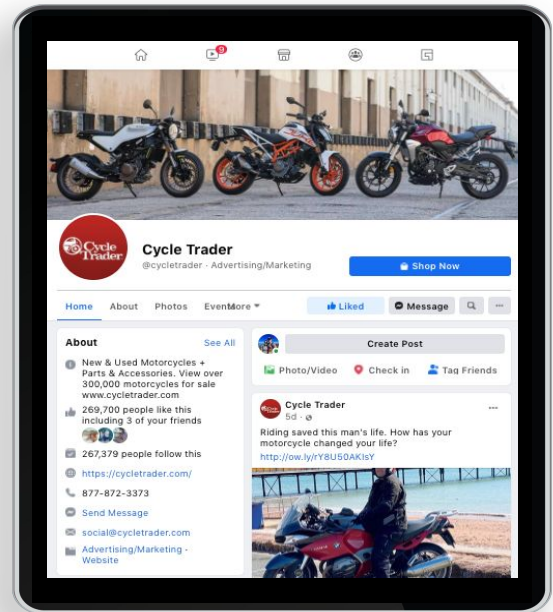 9
Cycle
Trader
Cycle Trader
@cycletrader · Advertising/Marketing
Shop Now
Home About Photos EventMore
Liked
Message
About
See All
New & Used Motorcycles +
Parts & Accessories. View over
300,000 motorcycles for sale
www.cycletrader.com
269,700 people like this
including 3 of your friends
267,379 people follow this
https://cycletrader.com/
877-872-3373
Send Message
social@cycletrader.com
Advertising/Marketing ·
Website
Create Post
Photo/Video
Check in
Tag Friends
Cycle Trader
5d ·
Riding saved this man's life. How has your
motorcycle changed your life?
http://ow.ly/rY8U50AKIsY